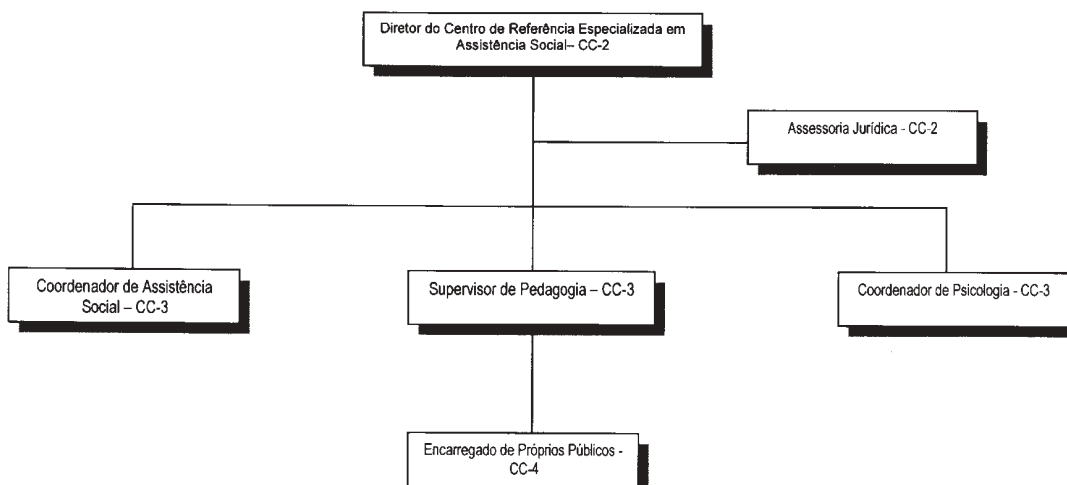 Diretor do Centro de Referência Especializada em
Assistência Social– CC-2
Assessoria Jurídica - CC-2
Coordenador de Assistência
Social – CC-3
Supervisor de Pedagogia – CC-3
Coordenador de Psicologia - CC-3
Encarregado de Próprios Públicos -
CC-4